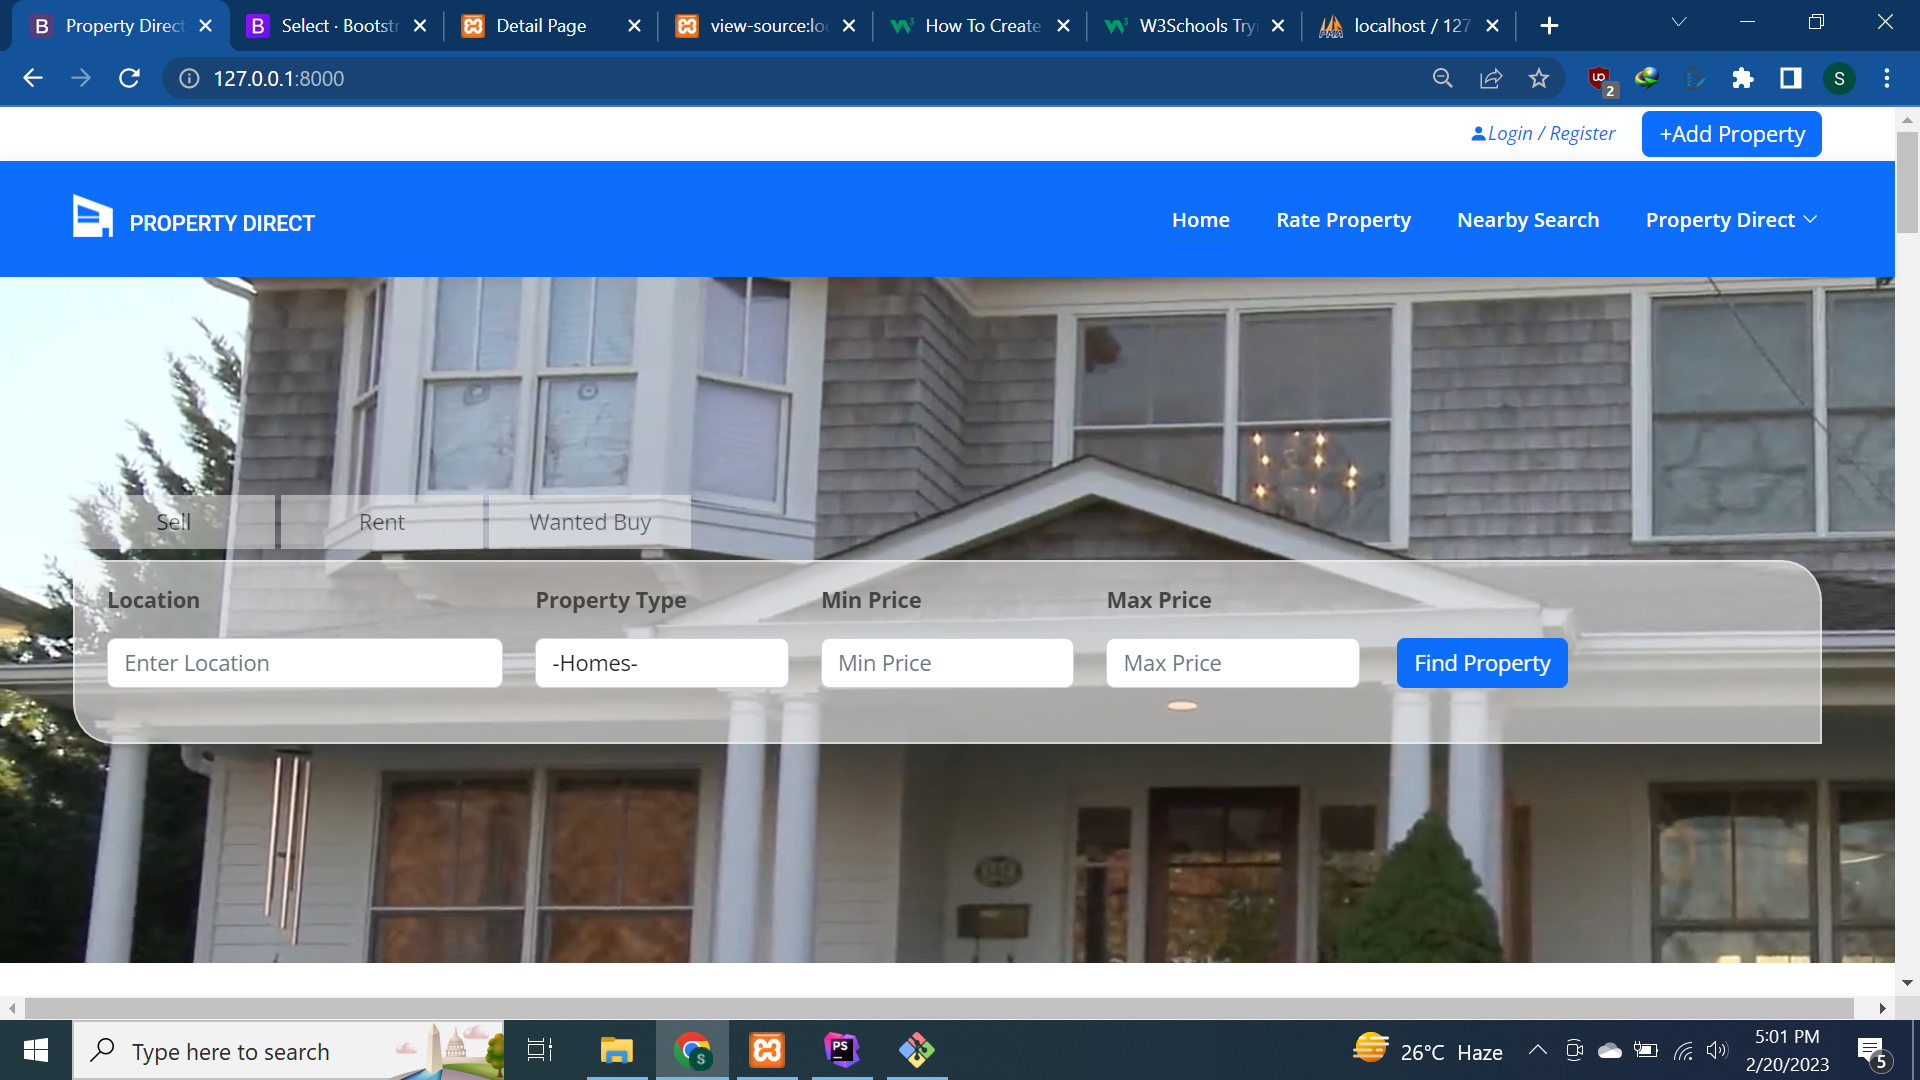 B Property Direct
B Select · Bootstr
Detail Page
view-source:loc
How To Create
W3Schools Try
localhost / 127
127.0.0.1:8000
2
S
Login / Register
+Add Property
PROPERTY DIRECT
Home
Rate Property
Nearby Search
Property Direct
Sell
Rent
Wanted Buy
Location
Property Type
Min Price
Max Price
Enter Location
-Homes-
Min Price
Max Price
Find Property
Type here to search
S
PS
26°C Haze
5:01 PM
2/20/2023
5